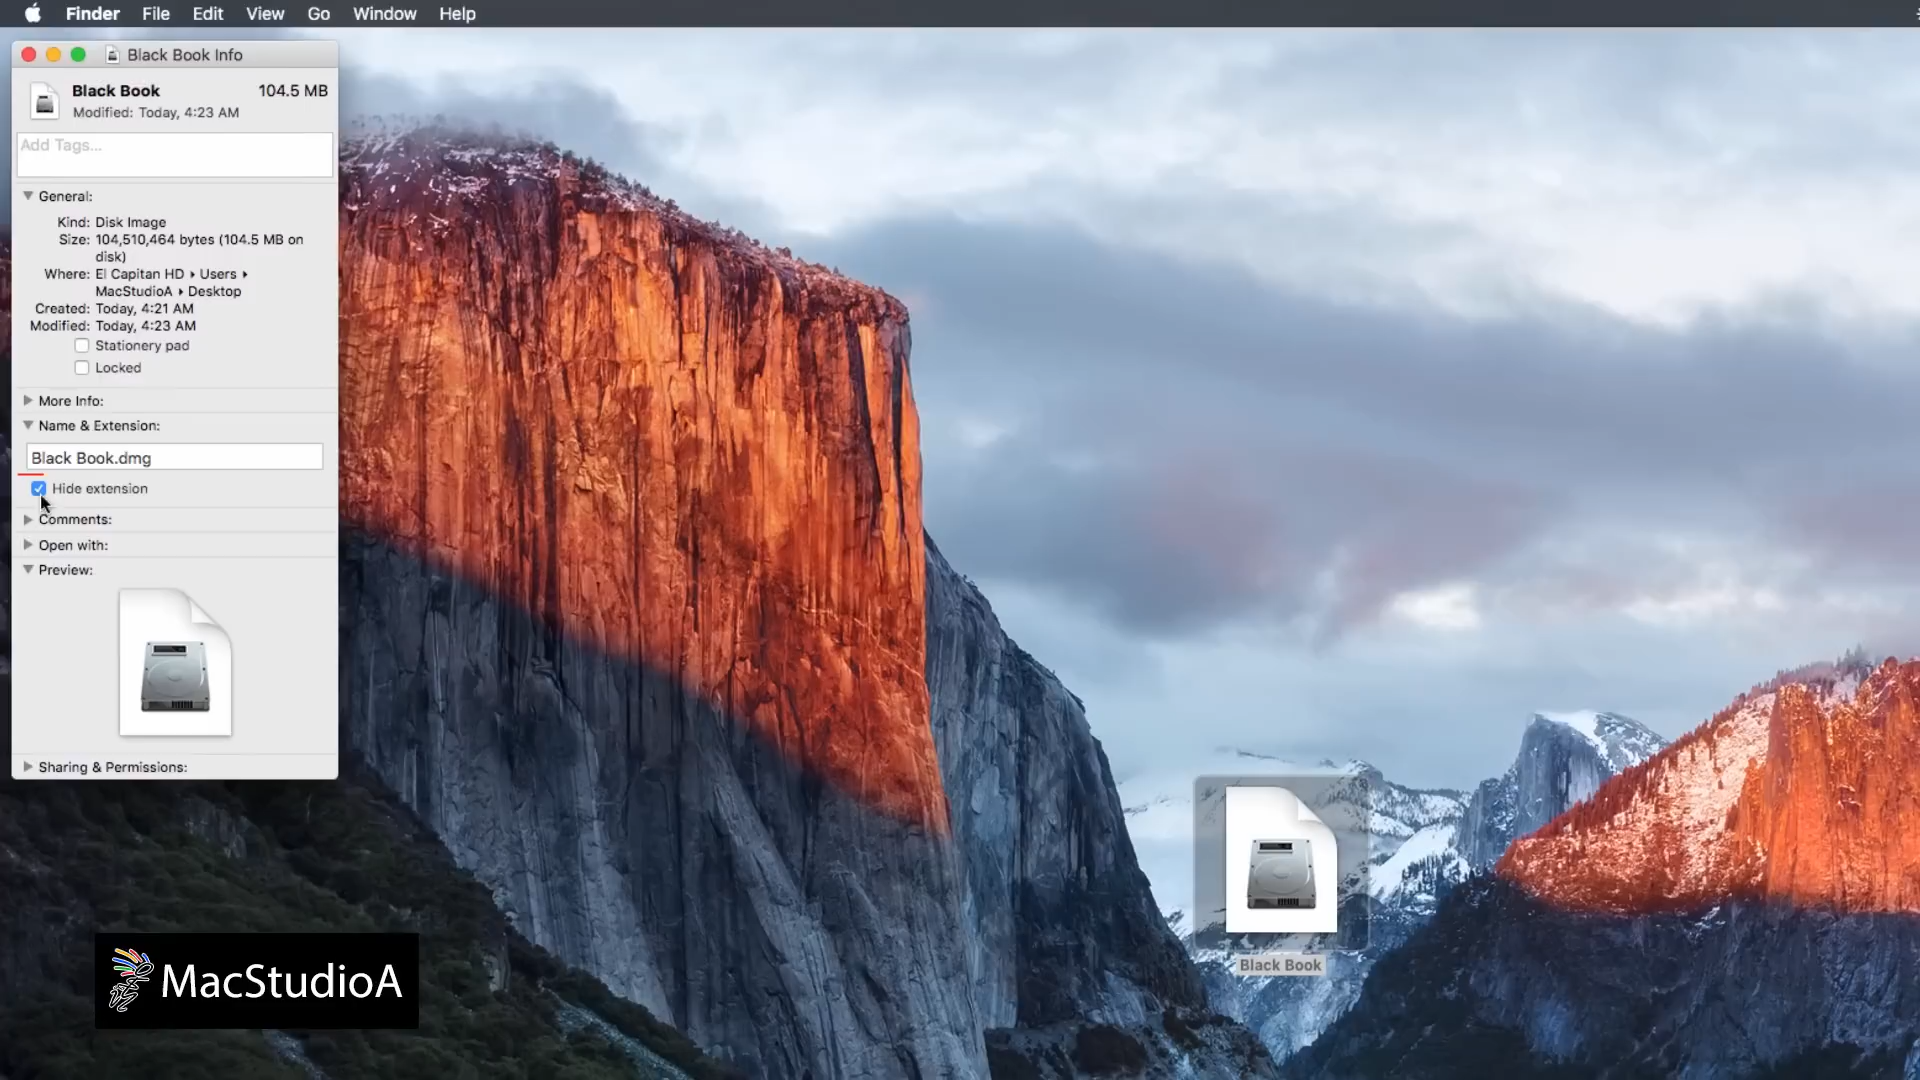 Finder File Edit View Go Window Help
Black Book Info
Black Book 104.5 MB
Modified: Today, 4:23 AM
Add Tags...
General:
Kind: Disk Image
Size: 104,510,464 bytes (104.5 MB on
disk)
Where: El Capitan HD ▸ Users ▸
MacStudioA ▸ Desktop
Created: Today, 4:21 AM
Modified: Today, 4:23 AM
Stationery pad
Locked
More Info:
Name & Extension:
Black Book.dmg
Hide extension
Comments:
Open with:
Preview:
Sharing & Permissions:
Black Book
MacStudioA